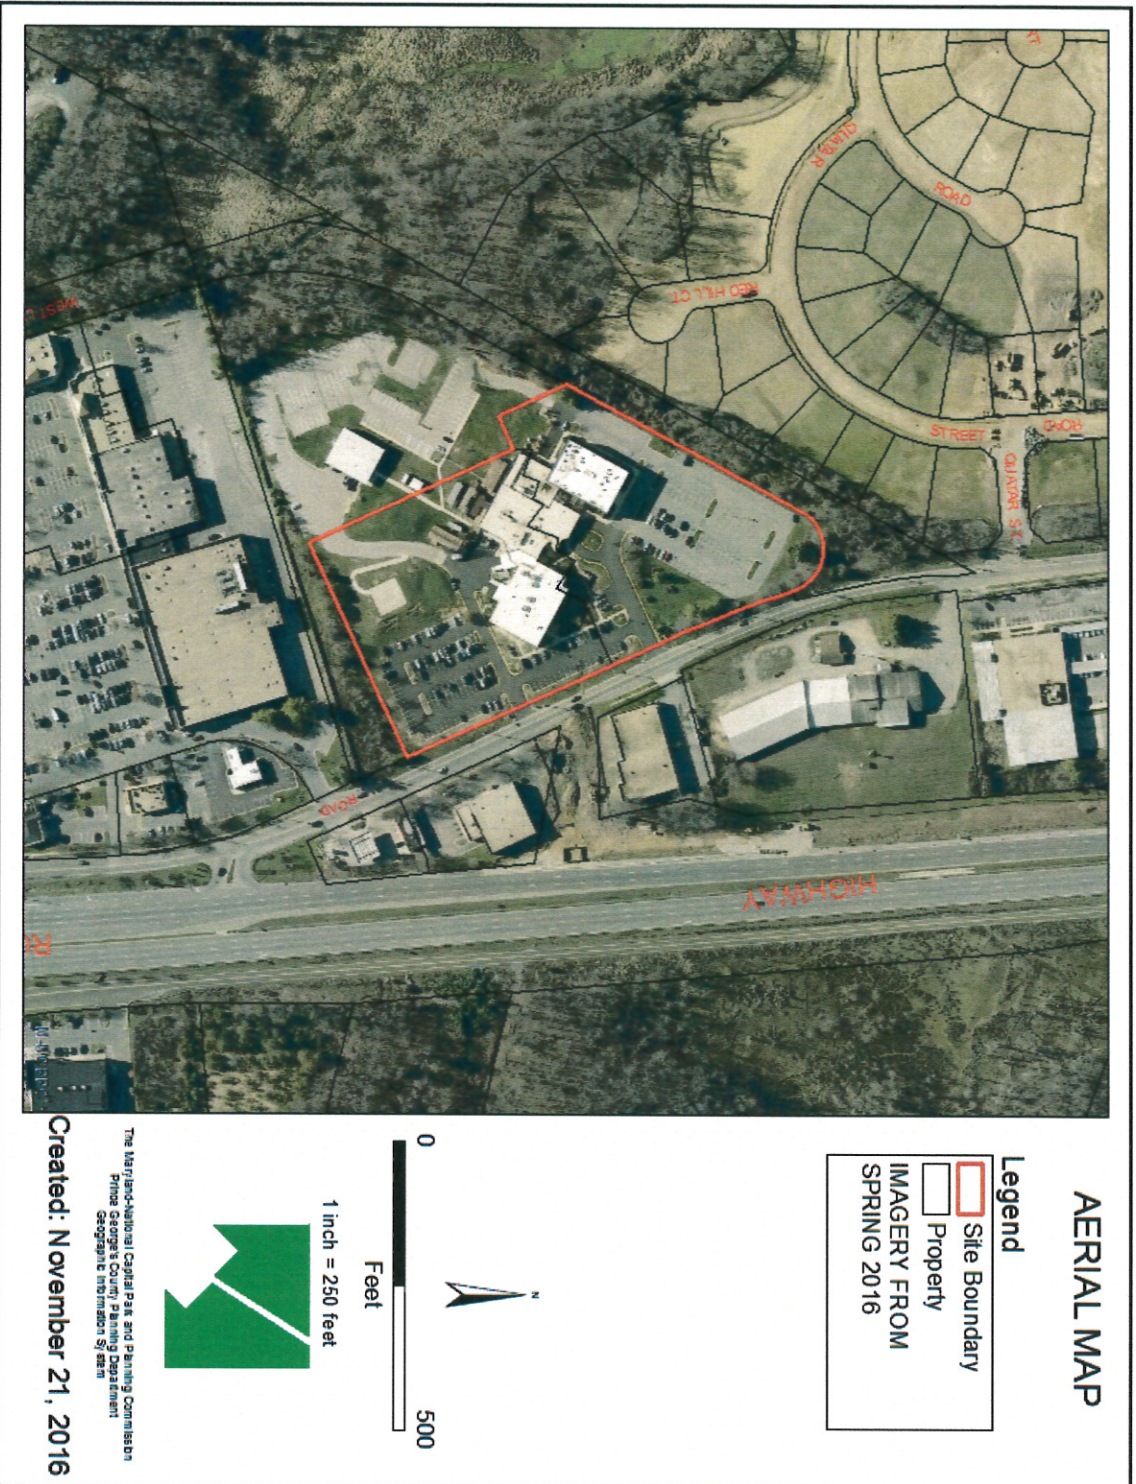 AERIAL MAP
Legend
Site Boundary
Property
IMAGERY FROM
SPRING 2016
N
0
500
Feet
1 inch = 250 feet
The Maryland-National Capital Park and Planning Commission
Prince George's County Planning Department
Geographic Information System
Created: November 21, 2016
ROAD
QUATAR ST
STREET
ROAD
RED HILL CT
ROAD
HIGHWAY